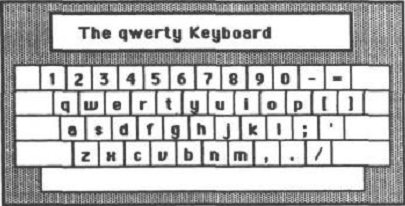 The qwerty Keyboard
1 2 3 4 5 6 7 8 9 0 - =
q w e r t y u i o p [ ]
a s d f g h j k l ; '
z x c v b n m , . /